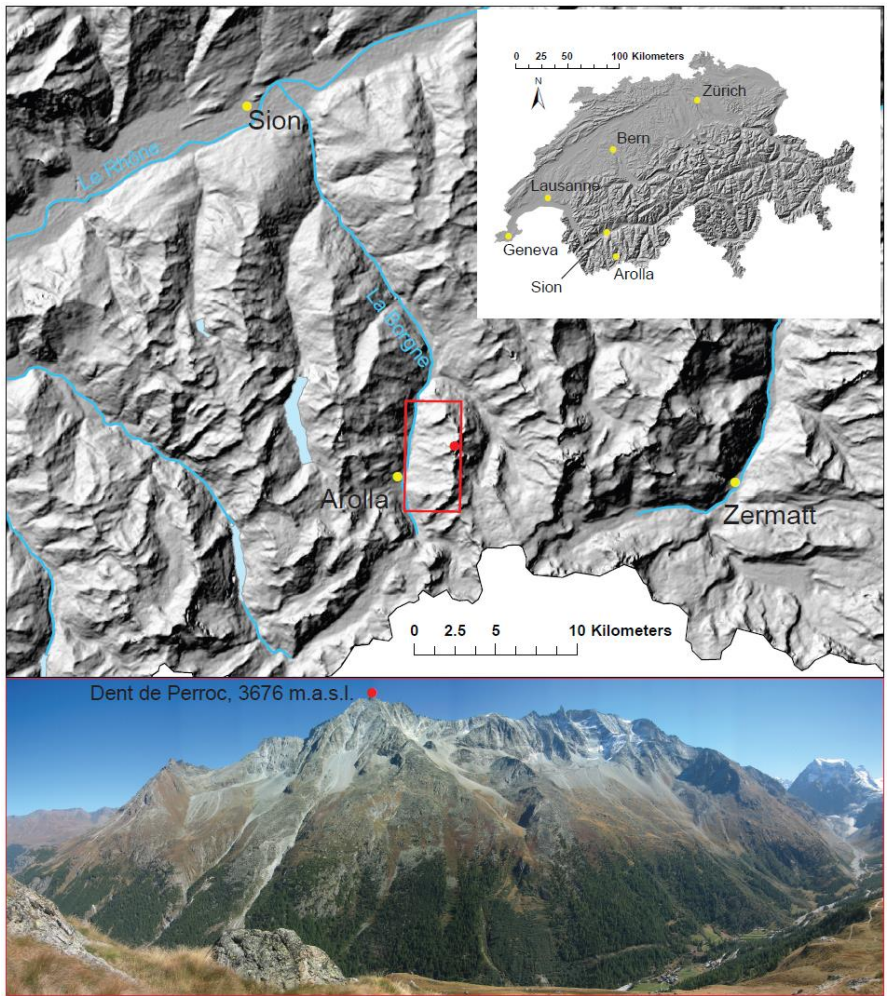 0 25 50 100 Kilometers
N
Zürich
Bern
Lausanne
Geneva
Sion
Arolla
Sion
Le Rhône
La Borgne
Arolla
Zermatt
0 2.5 5 10 Kilometers
Dent de Perroc, 3676 m.a.s.l.